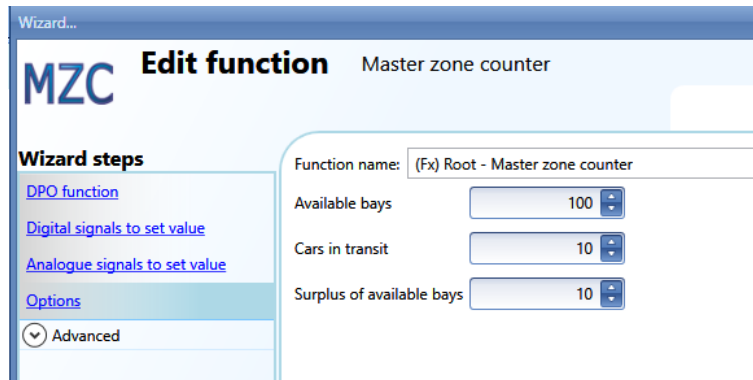 Wizard...
MZC
Edit function Master zone counter
Wizard steps
DPO function
Digital signals to set value
Analogue signals to set value
Options
Advanced
Function name: (Fx) Root - Master zone counter
Available bays 100
Cars in transit 10
Surplus of available bays 10